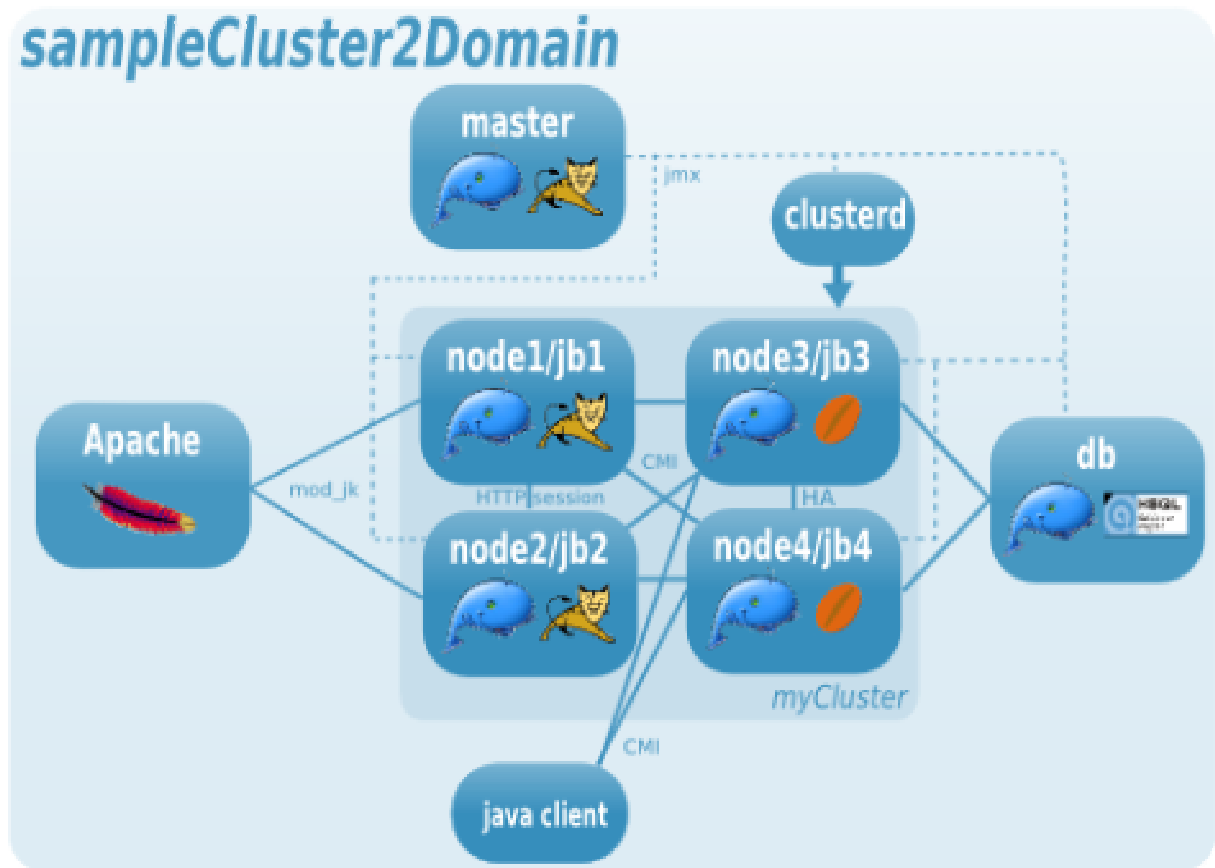 sampleCluster2Domain
master
jmx
clusterd
node1/jb1
node3/jb3
Apache
db
CMI
mod_jk
HTTP session
HA
HSQL
node2/jb2
node4/jb4
myCluster
CMI
java client